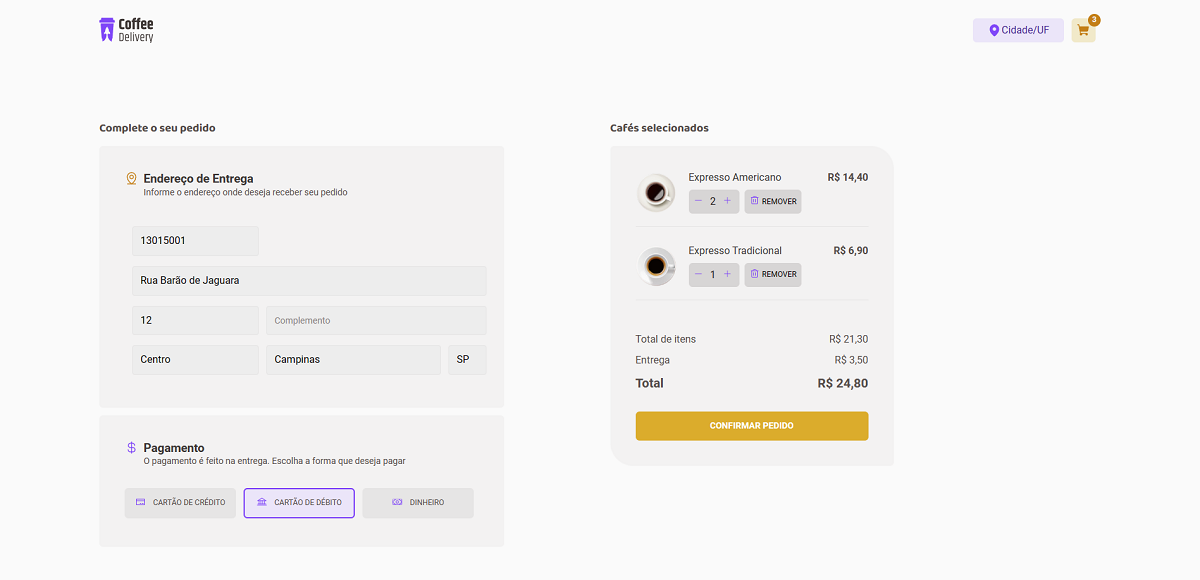 Coffee
Delivery
Cidade/UF
3
Complete o seu pedido
Endereço de Entrega
Informe o endereço onde deseja receber seu pedido
13015001
Rua Barão de Jaguara
12
Complemento
Centro
Campinas
SP
Pagamento
O pagamento é feito na entrega. Escolha a forma que deseja pagar
CARTÃO DE CRÉDITO
CARTÃO DE DÉBITO
DINHEIRO
Cafés selecionados
Expresso Americano
R$ 14,40
2
REMOVER
Expresso Tradicional
R$ 6,90
1
REMOVER
Total de itens
R$ 21,30
Entrega
R$ 3,50
Total
R$ 24,80
CONFIRMAR PEDIDO